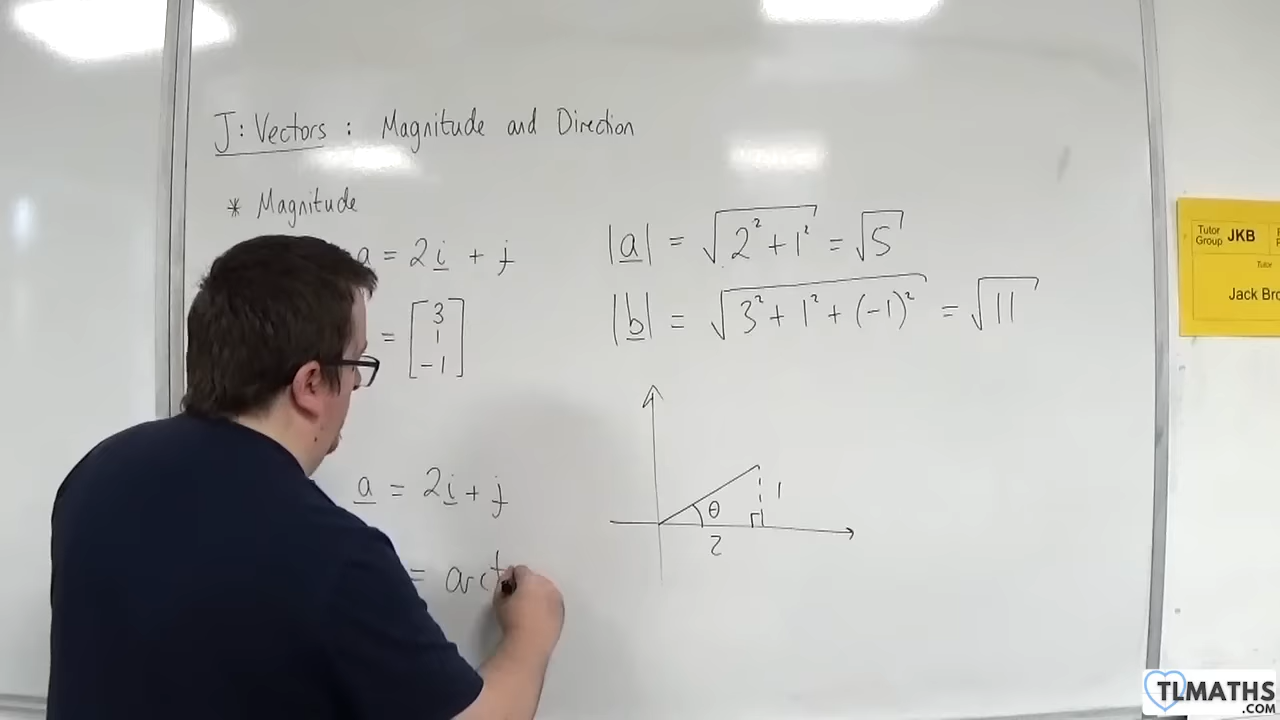 J: Vectors : Magnitude and Direction
* Magnitude
a = 2i + j
|a| = √2² + 1² = √5
= [3 1 -1]
|b| = √3² + 1² + (-1)² = √11
a = 2i + j
θ
1
2
= arct
Tutor Group JKB
Tutor
Jack Bro
TLMATHS
.COM